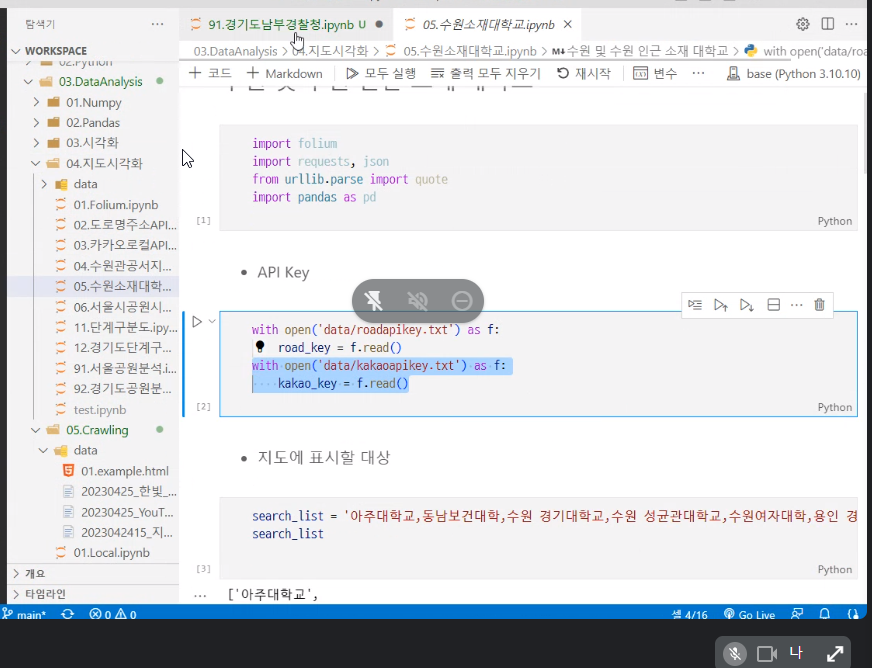 탐색기
WORKSPACE
02.Python
03.DataAnalysis
01.Numpy
02.Pandas
03.시각화
04.지도시각화
data
01.Folium.ipynb
02.도로명주소API...
03.카카오로컬API...
04.수원관공서지...
05.수원소재대학...
06.서울시공원시...
11.단계구분도.ipy...
12.경기도단계구...
91.서울공원분석.i...
92.경기도공원분...
test.ipynb
05.Crawling
data
01.example.html
20230425_한빛_...
20230425_YouT...
2023042415_지...
01.Local.ipynb
개요
타임라인
91.경기도남부경찰청.ipynb U
05.수원소재대학교.ipynb
03.DataAnalysis > 04.지도시각화 > 05.수원소재대학교.ipynb > M↓수원 및 수원 인근 소재 대학교 > with open('data/roa
+ 코드 + Markdown 모두 실행 출력 모두 지우기 재시작 변수 ... base (Python 3.10.10)
import folium
import requests, json
from urllib.parse import quote
import pandas as pd
[1]
Python
• API Key
with open('data/roadapikey.txt') as f:
road_key = f.read()
with open('data/kakaoapikey.txt') as f:
kakao_key = f.read()
[2]
Python
• 지도에 표시할 대상
search_list = '아주대학교,동남보건대학,수원 경기대학교,수원 성균관대학교,수원여자대학,용인 경
search_list
[3]
Python
... ['아주대학교',
main* 0 0 셀 4/16 Go Live
나